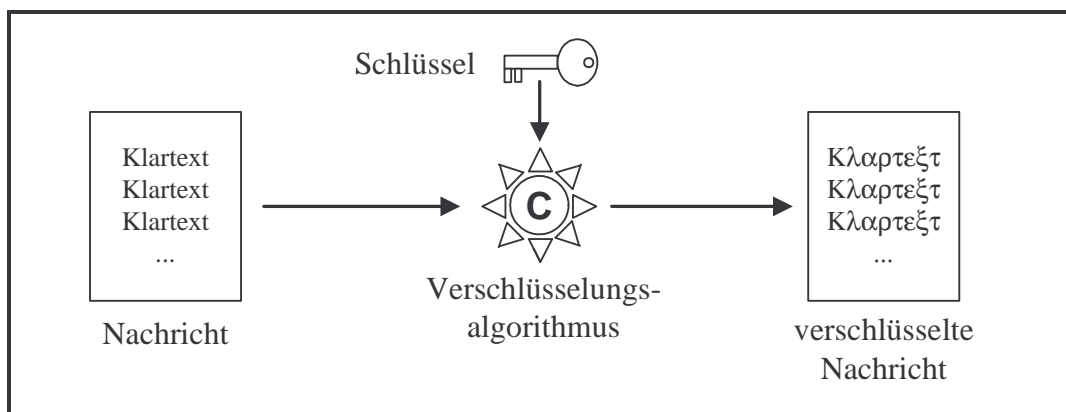 Schlüssel
Klartext
Klartext
Klartext
...
Nachricht
C
Verschlüsselungs-
algorithmus
Κλαρτεξτ
Κλαρτεξτ
Κλαρτεξτ
...
verschlüsselte
Nachricht